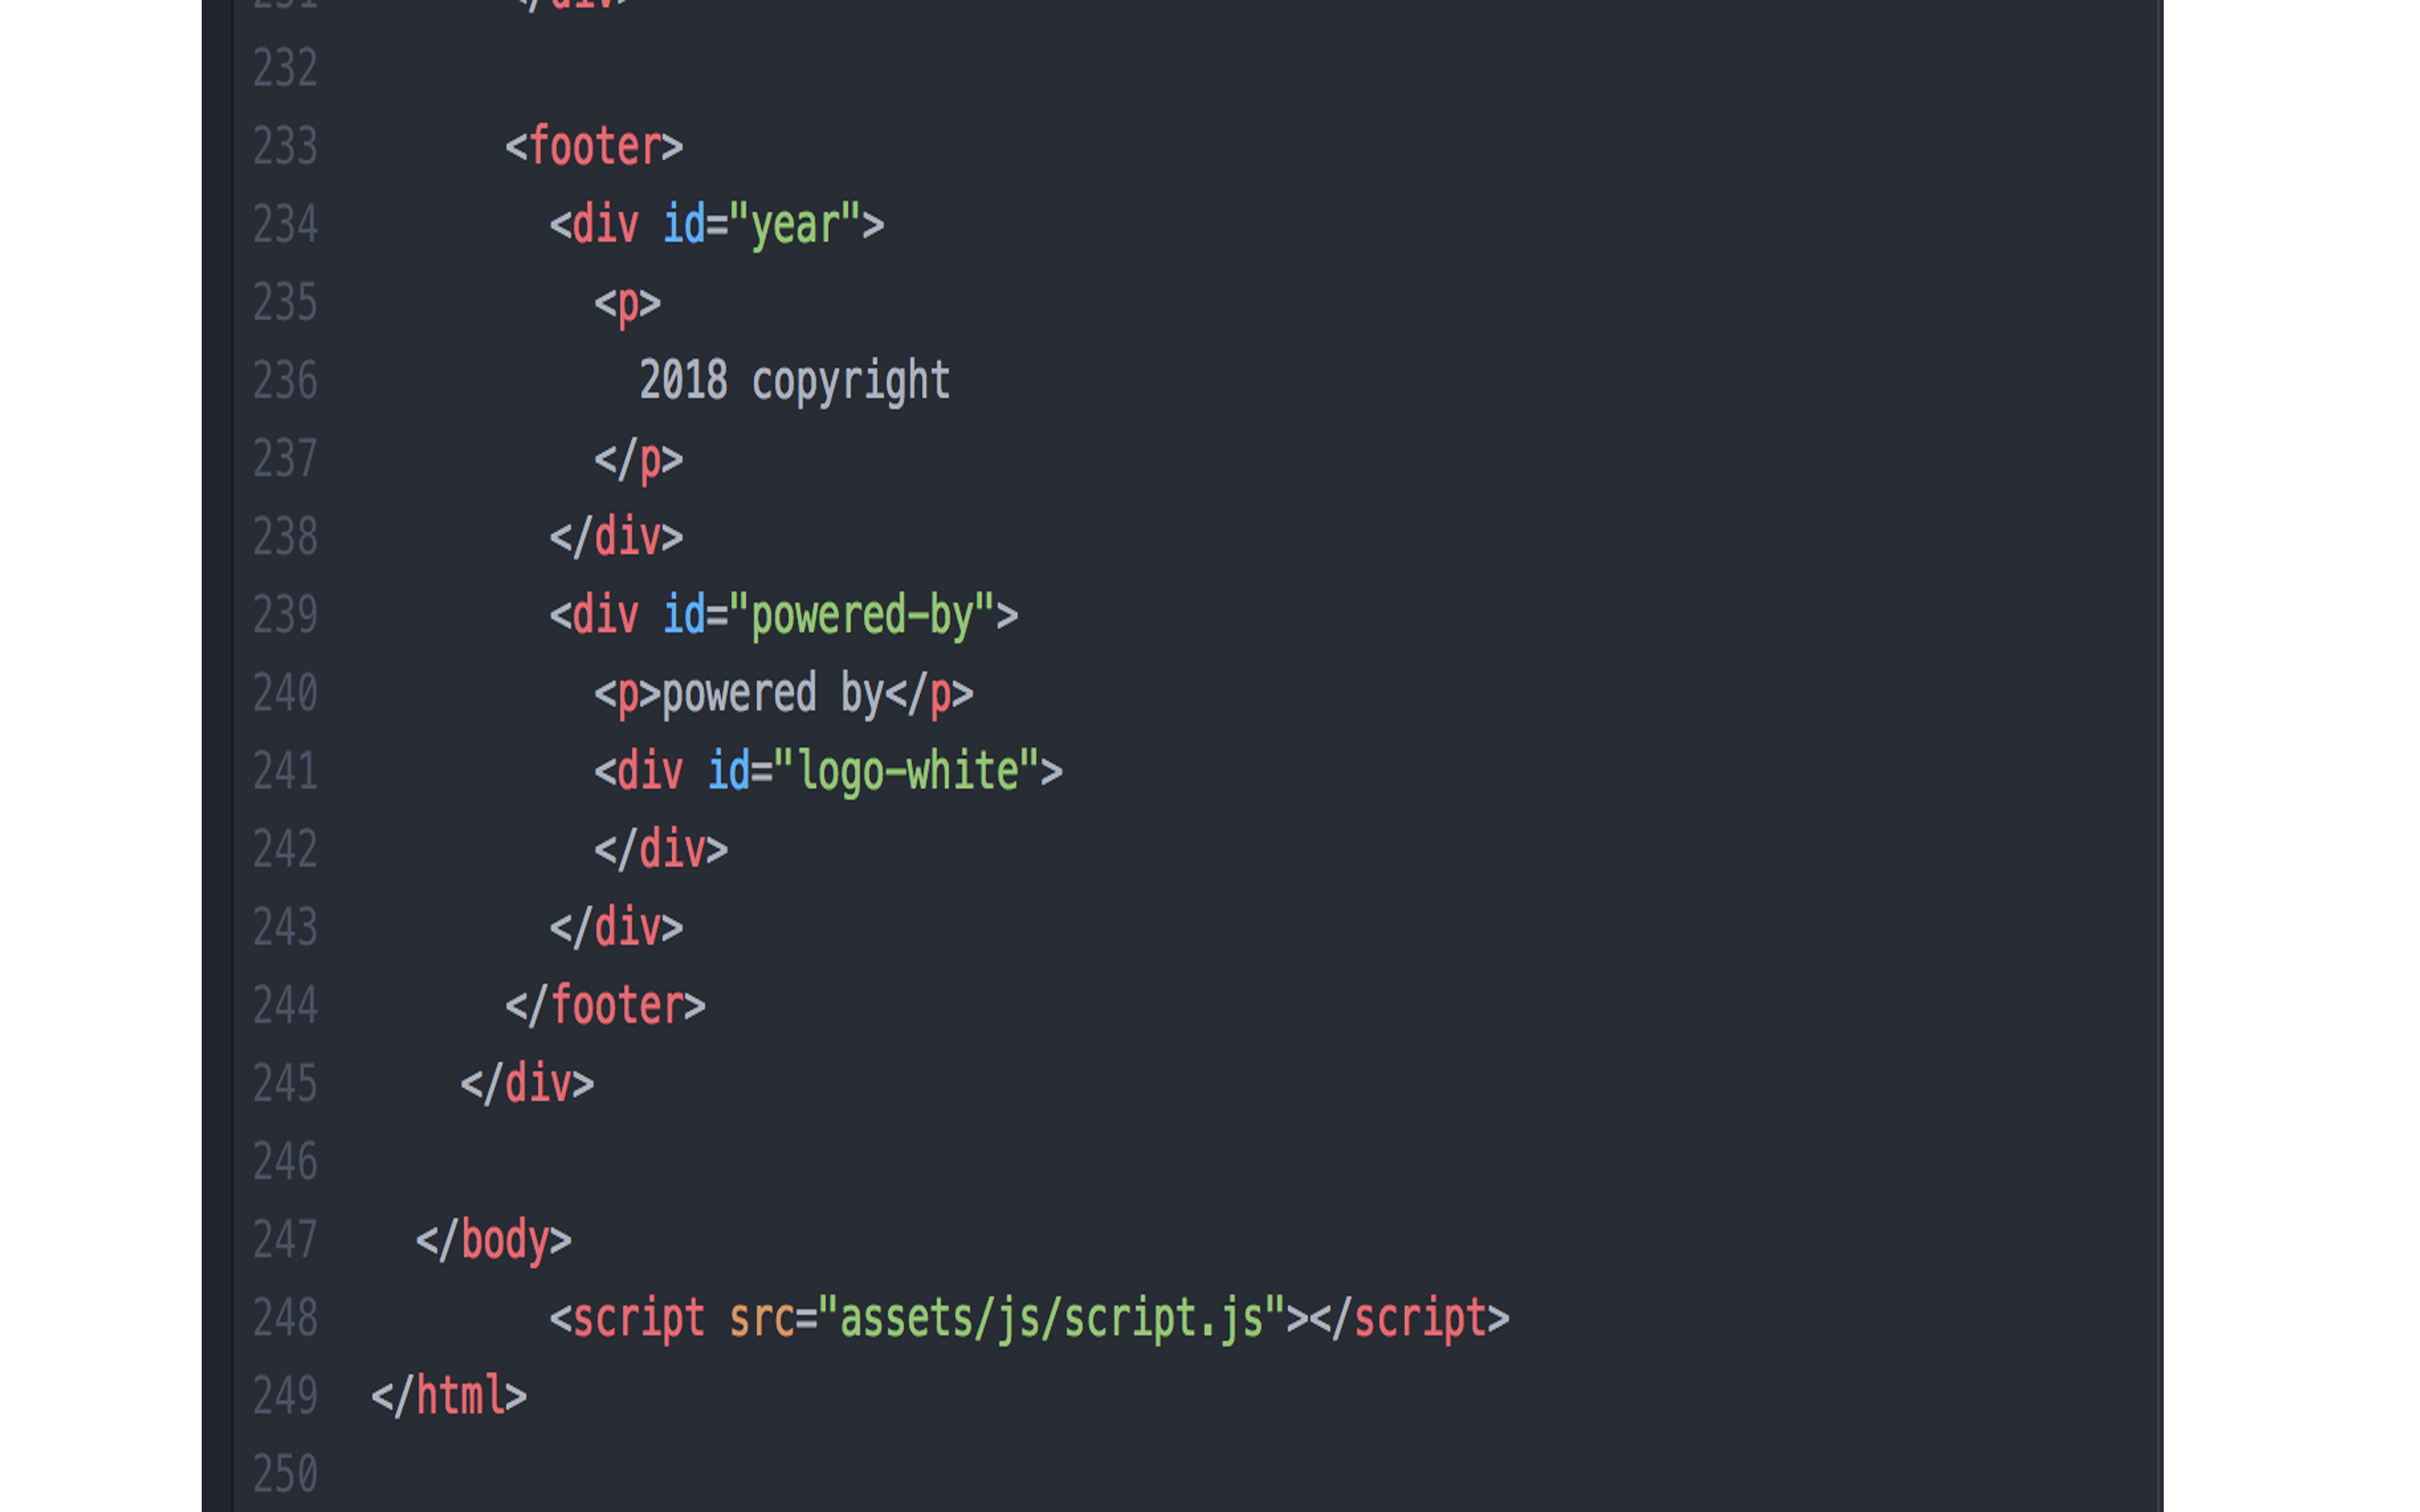 231 </div>
232
233 <footer>
234 <div id="year">
235 <p>
236 2018 copyright
237 </p>
238 </div>
239 <div id="powered-by">
240 <p>powered by</p>
241 <div id="logo-white">
242 </div>
243 </div>
244 </footer>
245 </div>
246
247 </body>
248 <script src="assets/js/script.js"></script>
249 </html>
250